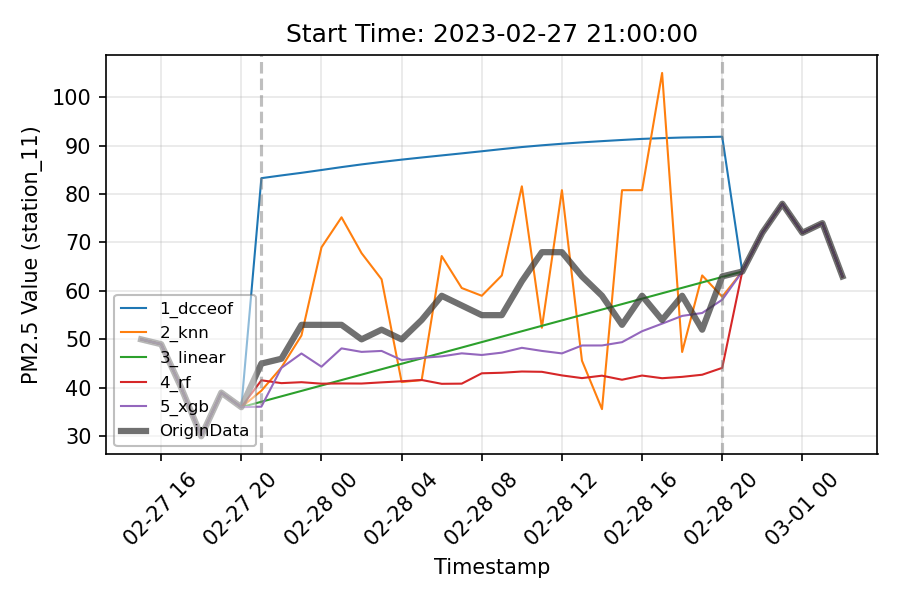 Start Time: 2023-02-27 21:00:00
PM2.5 Value (station_11)
100
90
80
70
60
50
40
30
1_dcceof
2_knn
3_linear
4_rf
5_xgb
OriginData
02-27 16
02-27 20
02-28 00
02-28 04
02-28 08
02-28 12
02-28 16
02-28 20
03-01 00
Timestamp